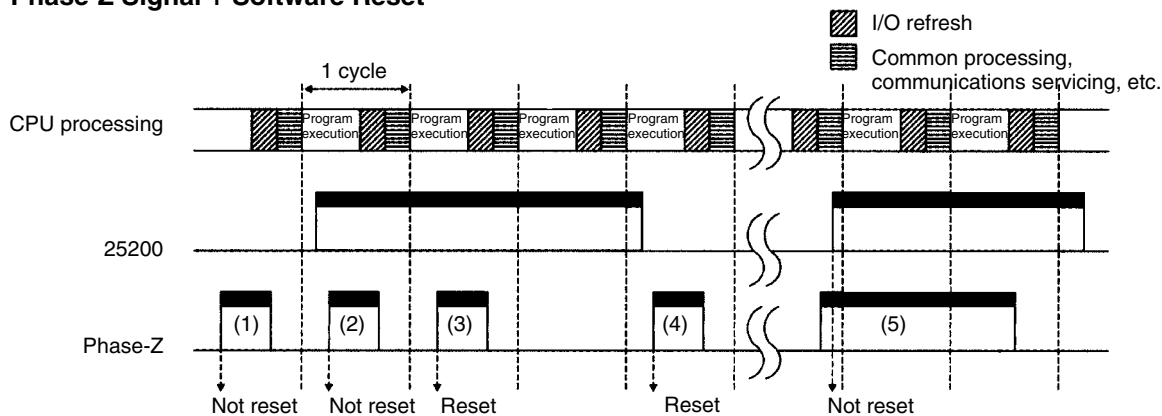 Phase-Z Signal + Software Reset
I/O refresh
Common processing,
communications servicing, etc.
1 cycle
CPU processing
Program
execution
Program
execution
Program
execution
Program
execution
Program
execution
Program
execution
25200
(1)
(2)
(3)
(4)
(5)
Phase-Z
Not reset
Not reset
Reset
Reset
Not reset